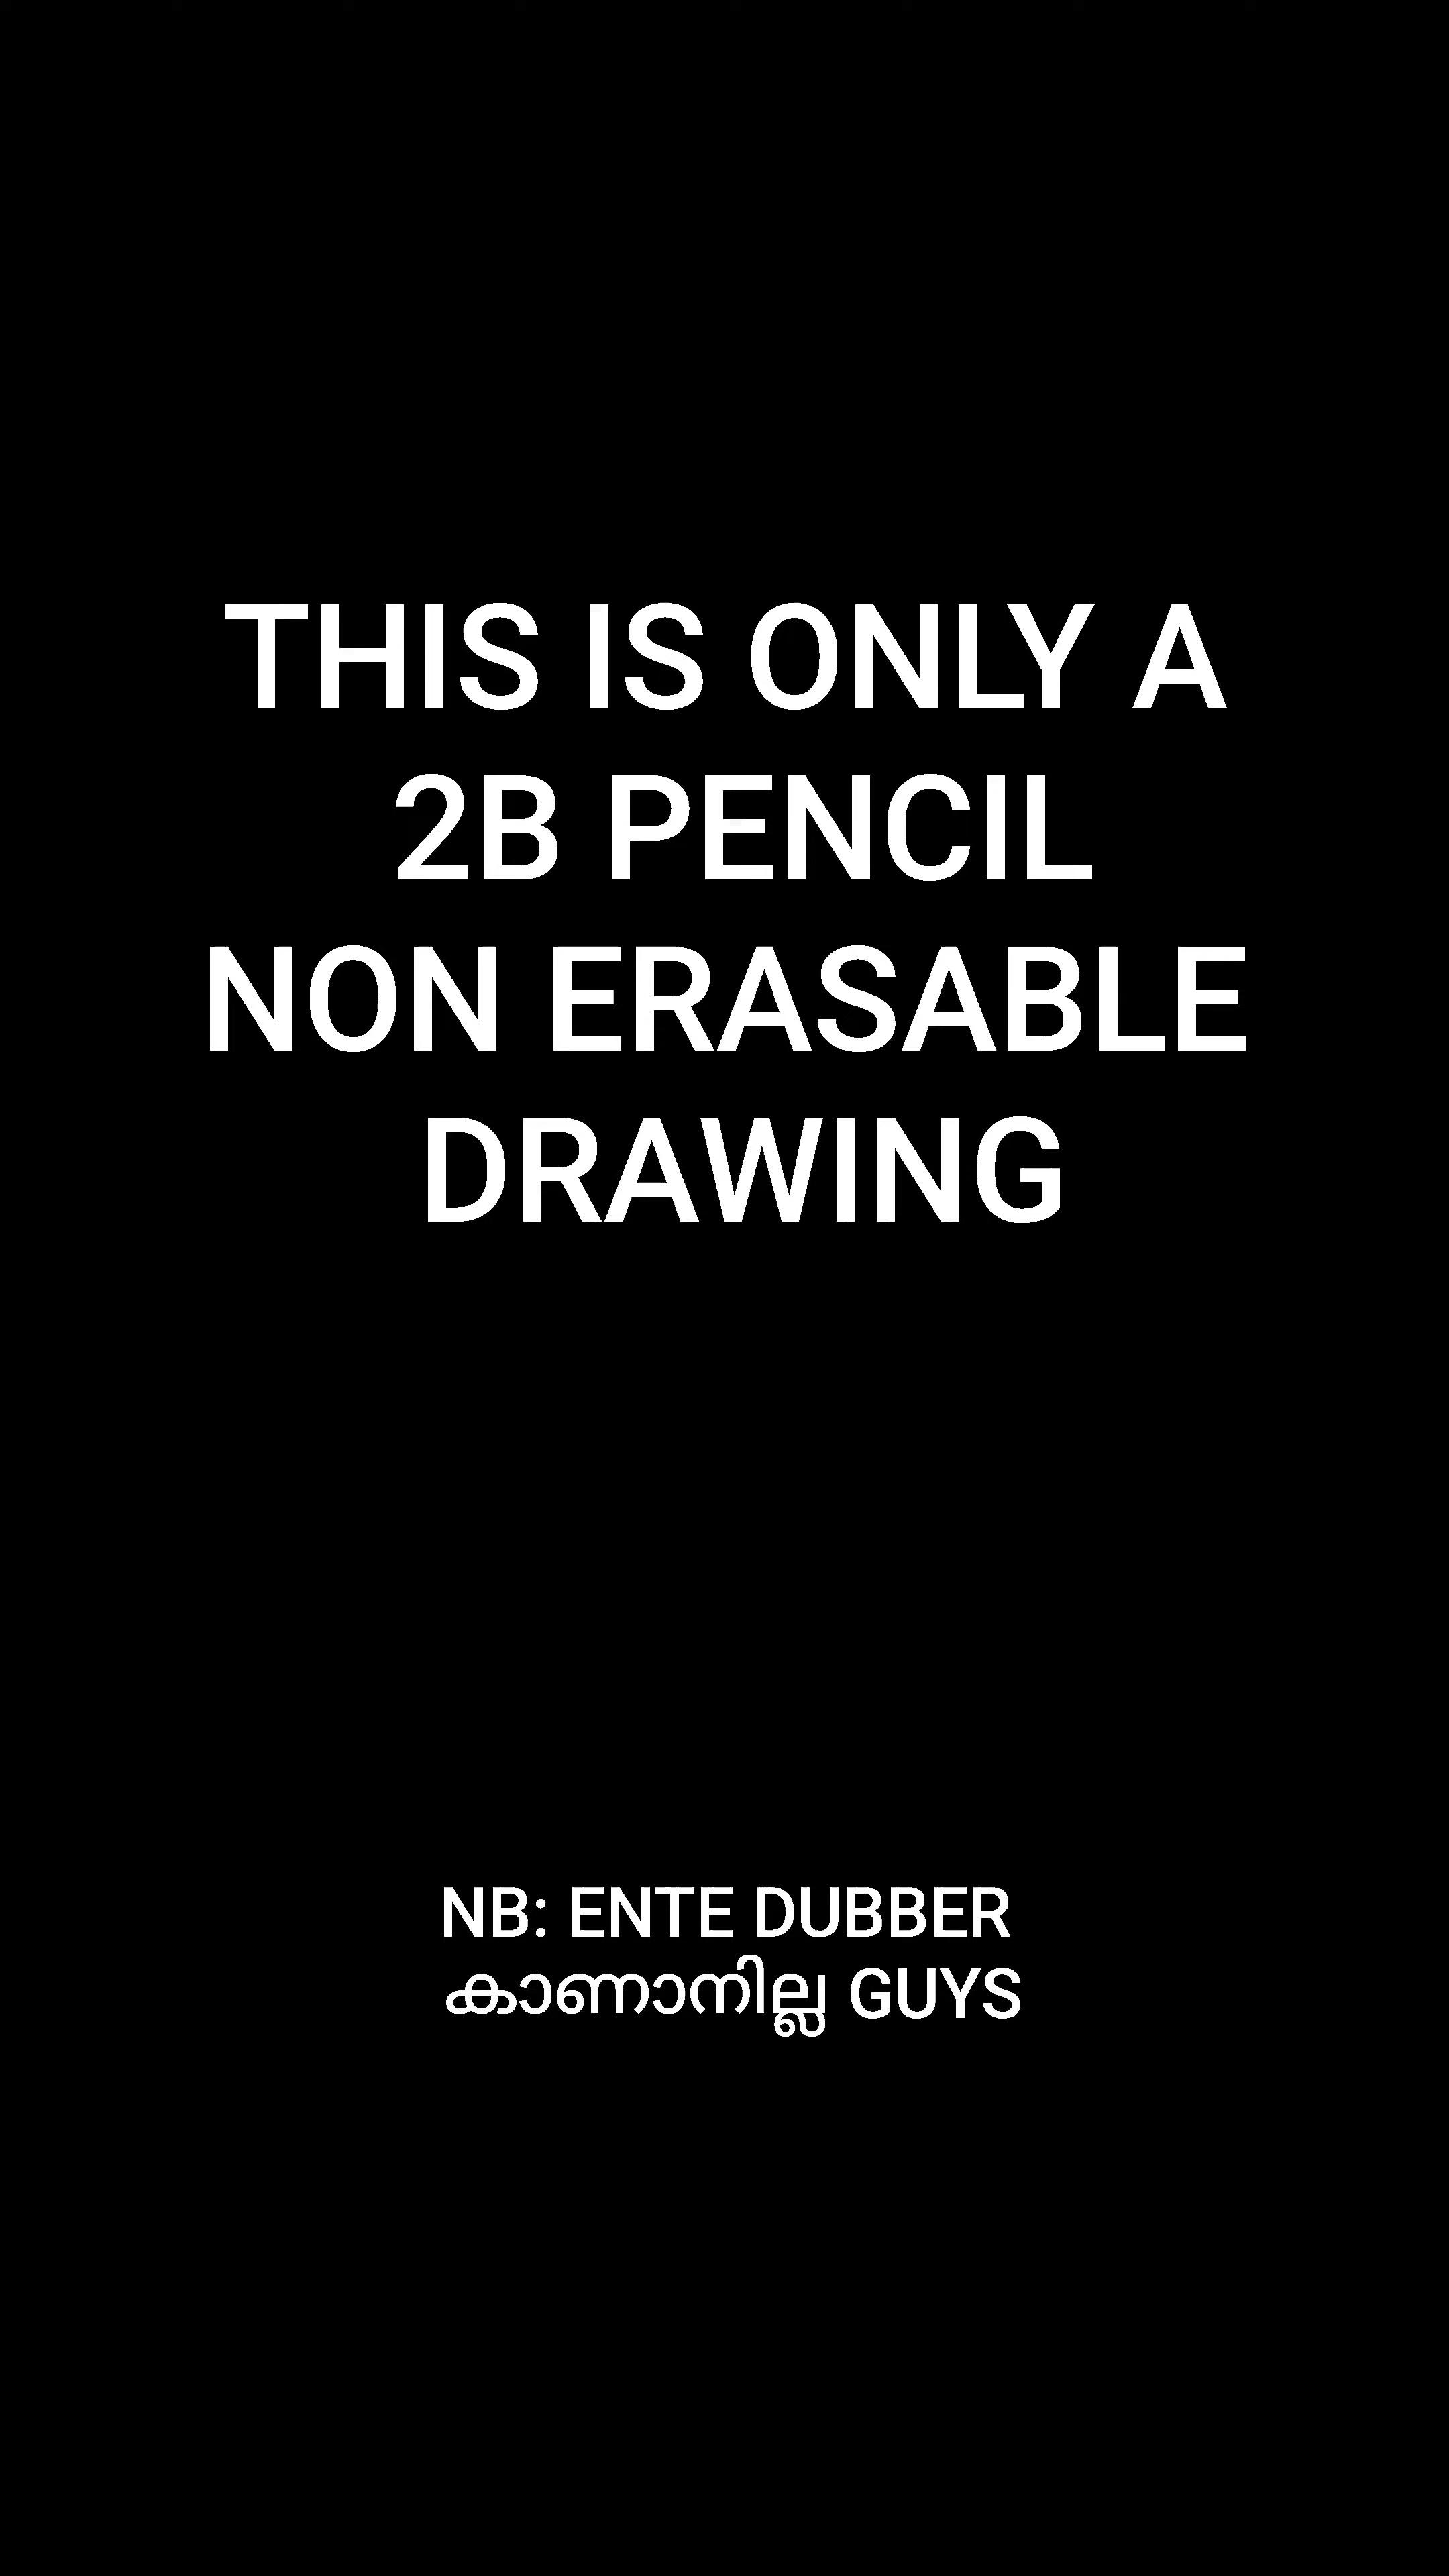 THIS IS ONLY A
2B PENCIL
NON ERASABLE
DRAWING
NB: ENTE DUBBER
കാണാനില്ല GUYS